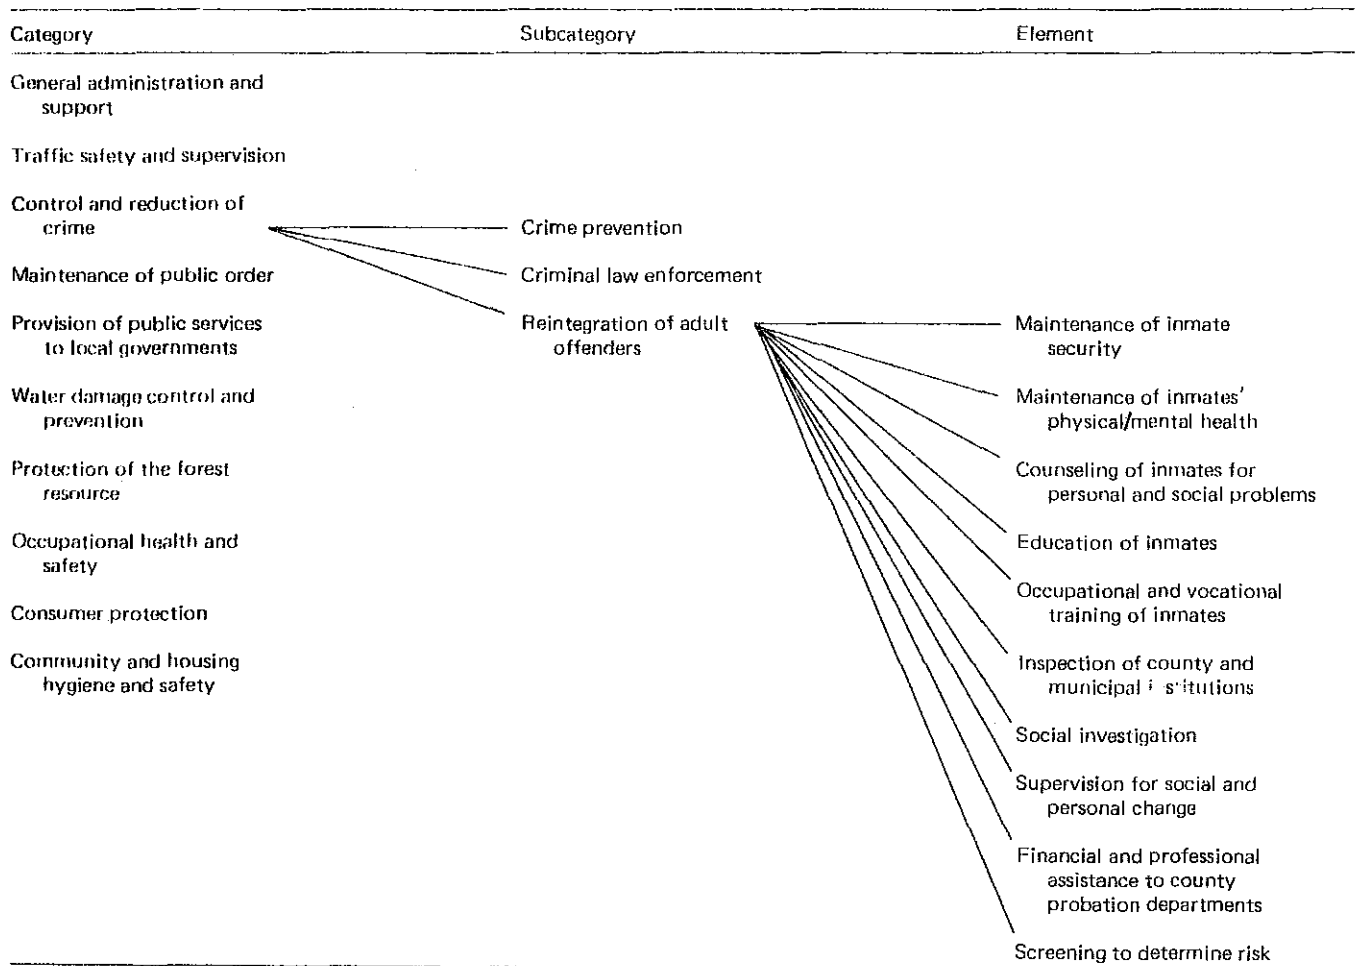 Category
Subcategory
Element
General administration and
support
Traffic safety and supervision
Control and reduction of
crime
Maintenance of public order
Provision of public services
to local governments
Water damage control and
prevention
Protection of the forest
resource
Occupational health and
safety
Consumer protection
Community and housing
hygiene and safety
Crime prevention
Criminal law enforcement
Reintegration of adult
offenders
Maintenance of inmate
security
Maintenance of inmates'
physical/mental health
Counseling of inmates for
personal and social problems
Education of inmates
Occupational and vocational
training of inmates
Inspection of county and
municipal
Social investigation
Supervision for social and
personal change
Financial and professional
assistance to county
probation departments
Screening to determine risk